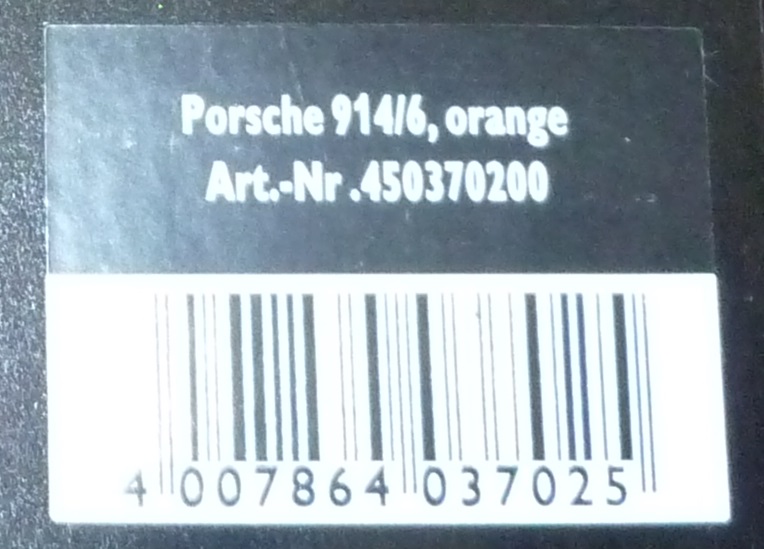 Porsche 914/6, orange
Art.-Nr .450370200
4 007864 037025